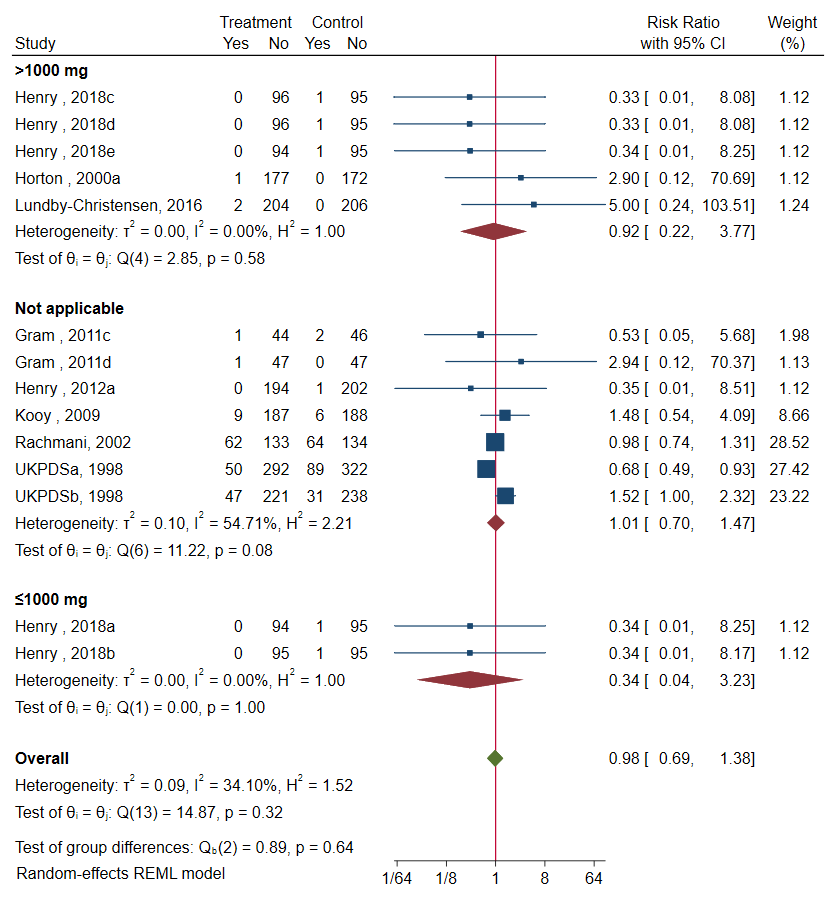 Treatment Control Risk Ratio Weight
Study Yes No Yes No with 95% CI (%)
>1000 mg
Henry , 2018c 0 96 1 95 0.33 [ 0.01, 8.08] 1.12
Henry , 2018d 0 96 1 95 0.33 [ 0.01, 8.08] 1.12
Henry , 2018e 0 94 1 95 0.34 [ 0.01, 8.25] 1.12
Horton , 2000a 1 177 0 172 2.90 [ 0.12, 70.69] 1.12
Lundby-Christensen, 2016 2 204 0 206 5.00 [ 0.24, 103.51] 1.24
Heterogeneity: τ² = 0.00, I² = 0.00%, H² = 1.00 0.92 [ 0.22, 3.77]
Test of θᵢ = θⱼ: Q(4) = 2.85, p = 0.58
Not applicable
Gram , 2011c 1 44 2 46 0.53 [ 0.05, 5.68] 1.98
Gram , 2011d 1 47 0 47 2.94 [ 0.12, 70.37] 1.13
Henry , 2012a 0 194 1 202 0.35 [ 0.01, 8.51] 1.12
Kooy , 2009 9 187 6 188 1.48 [ 0.54, 4.09] 8.66
Rachmani, 2002 62 133 64 134 0.98 [ 0.74, 1.31] 28.52
UKPDSa, 1998 50 292 89 322 0.68 [ 0.49, 0.93] 27.42
UKPDSb, 1998 47 221 31 238 1.52 [ 1.00, 2.32] 23.22
Heterogeneity: τ² = 0.10, I² = 54.71%, H² = 2.21 1.01 [ 0.70, 1.47]
Test of θᵢ = θⱼ: Q(6) = 11.22, p = 0.08
≤1000 mg
Henry , 2018a 0 94 1 95 0.34 [ 0.01, 8.25] 1.12
Henry , 2018b 0 95 1 95 0.34 [ 0.01, 8.17] 1.12
Heterogeneity: τ² = 0.00, I² = 0.00%, H² = 1.00 0.34 [ 0.04, 3.23]
Test of θᵢ = θⱼ: Q(1) = 0.00, p = 1.00
Overall 0.98 [ 0.69, 1.38]
Heterogeneity: τ² = 0.09, I² = 34.10%, H² = 1.52
Test of θᵢ = θⱼ: Q(13) = 14.87, p = 0.32
Test of group differences: Q_b(2) = 0.89, p = 0.64
Random-effects REML model
1/64 1/8 1 8 64